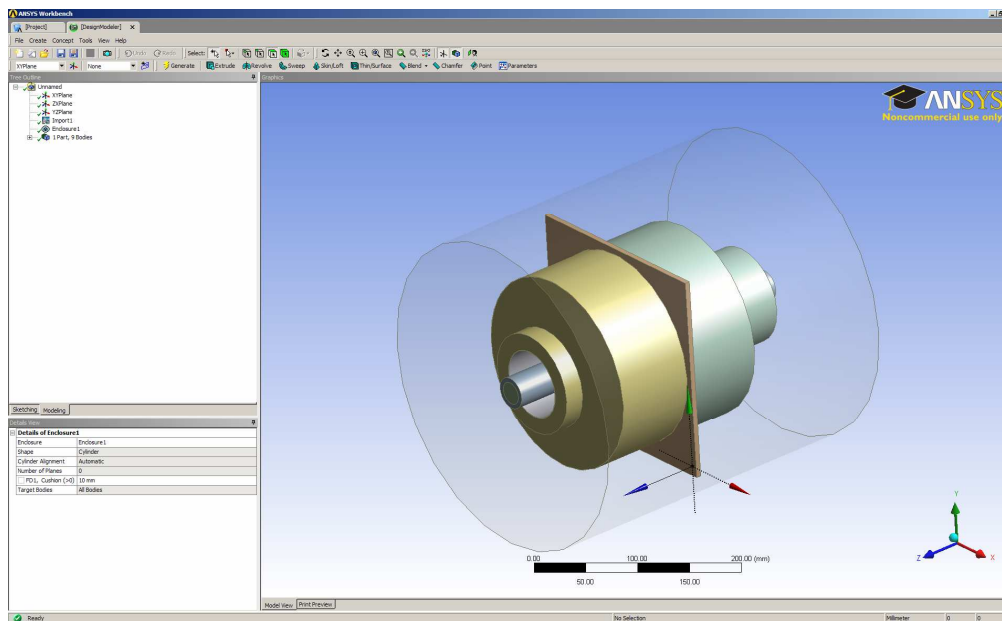 ANSYS Workbench
[Project] [DesignModeler]
File Create Concept Tools View Help
Undo Redo Select:
XYPlane None Generate Extrude Revolve Sweep Skin/Loft Thin/Surface Blend Chamfer Point Parameters
Tree Outline
Graphics
Unnamed
XYPlane
ZXPlane
YZPlane
Import1
Enclosure1
1 Part, 9 Bodies
ANSYS
Noncommercial use only
Sketching Modeling
Details View
Details of Enclosure1
Enclosure Enclosure1
Shape Cylinder
Cylinder Alignment Automatic
Number of Planes 0
FD1, Cushion (>0) 10 mm
Target Bodies All Bodies
0.00 100.00 200.00 (mm)
50.00 150.00
Y
Z X
Model View Print Preview
Ready No Selection Millimeter 0 0